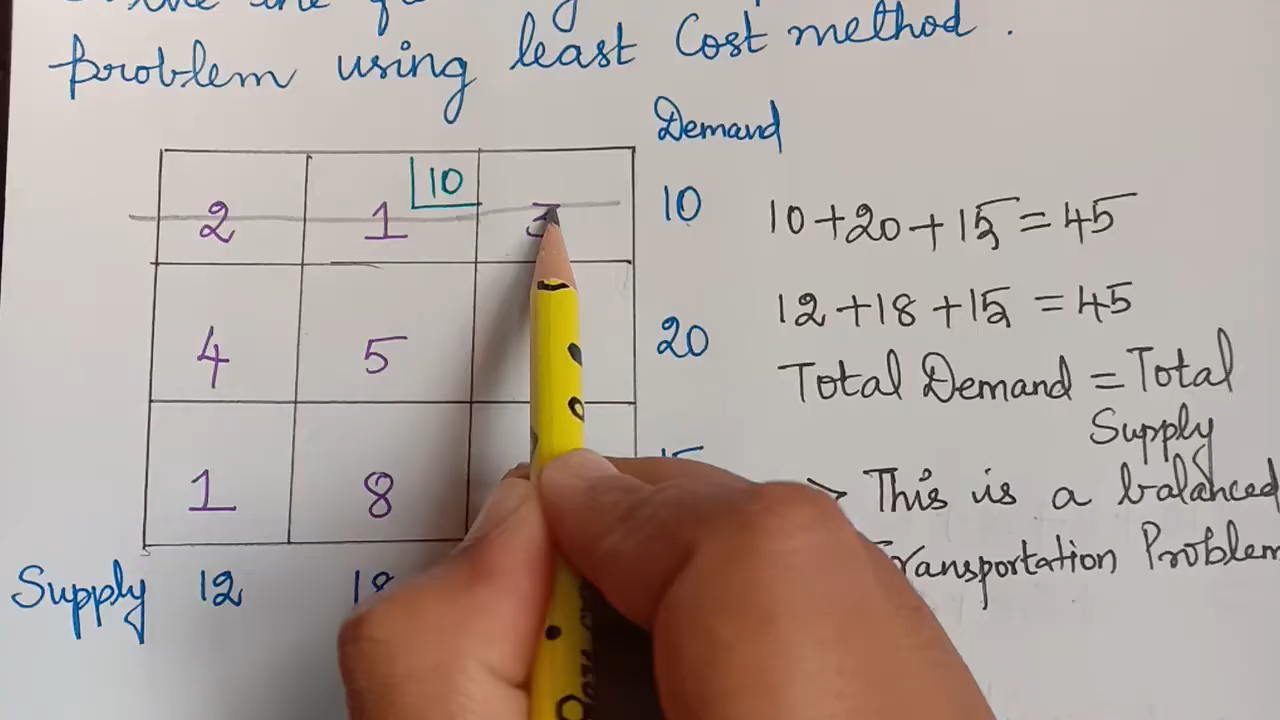 problem using least Cost method.
Demand
2 1 10 3 10
10+20+15=45
4 5 20
12+18+15=45
Total Demand = Total
Supply
1 8
This is a balanced
Transportation Problem
Supply 12 18